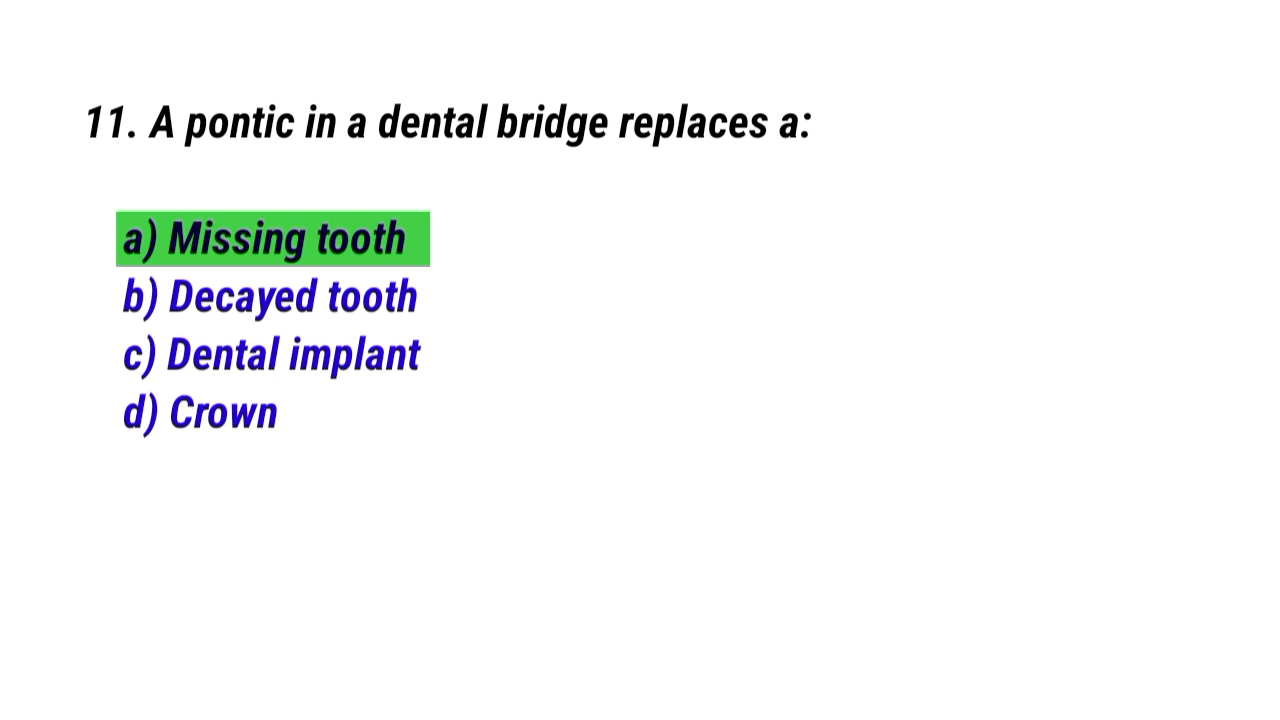 11. A pontic in a dental bridge replaces a:
a) Missing tooth
b) Decayed tooth
c) Dental implant
d) Crown